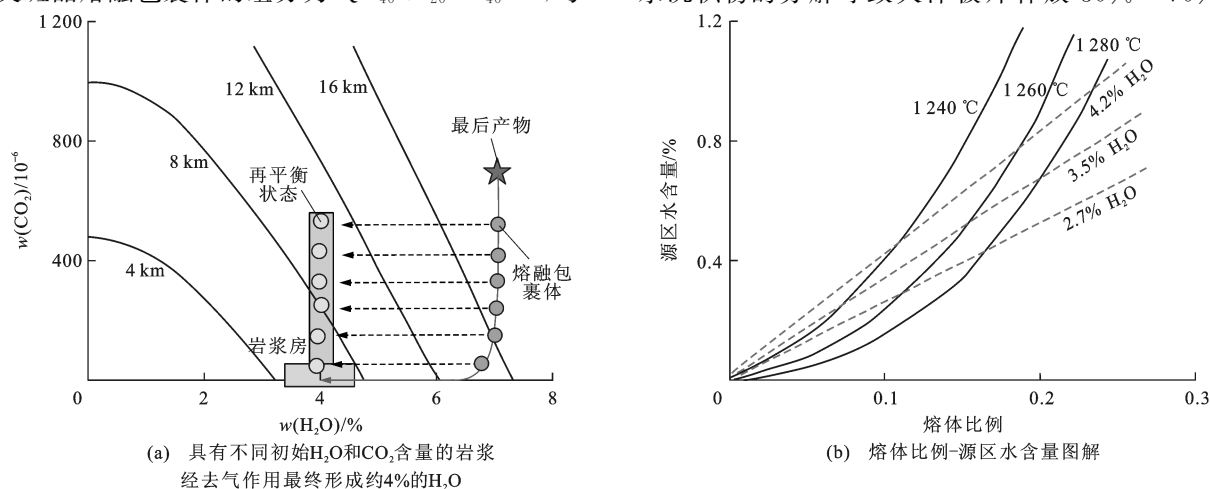 1 200
800
400
0
2
4
6
8
w(CO₂)/10⁻⁶
w(H₂O)/%
4 km
8 km
12 km
16 km
再平衡
状态
最后产物
熔融包
裹体
岩浆房
(a) 具有不同初始H₂O和CO₂含量的岩浆
经去气作用最终形成约4%的H₂O
1.2
0.8
0.4
0
0.1
0.2
0.3
源区水含量/%
熔体比例
1 240 ℃
1 260 ℃
1 280 ℃
4.2% H₂O
3.5% H₂O
2.7% H₂O
(b) 熔体比例-源区水含量图解